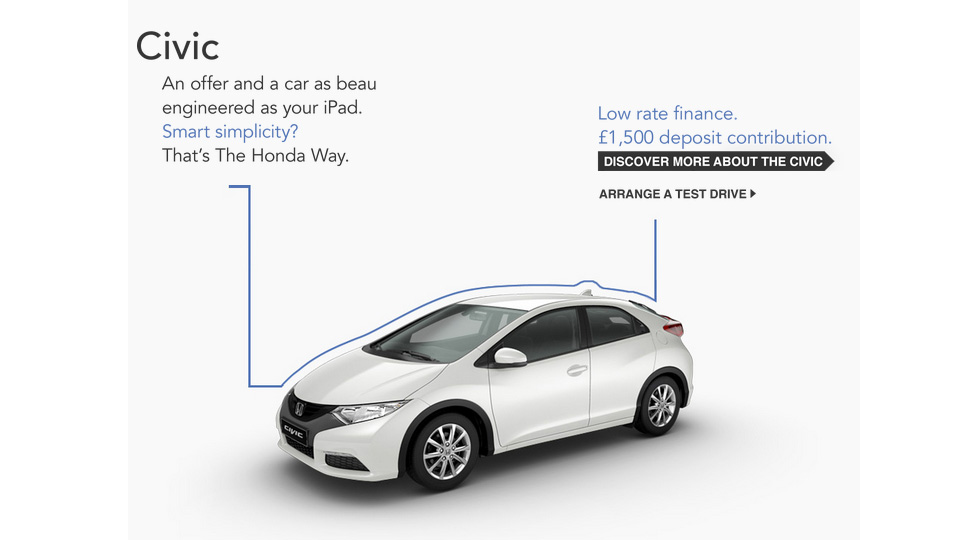 Civic
An offer and a car as beau
engineered as your iPad.
Smart simplicity?
That's The Honda Way.
Low rate finance.
£1,500 deposit contribution.
DISCOVER MORE ABOUT THE CIVIC
ARRANGE A TEST DRIVE
CIVIC